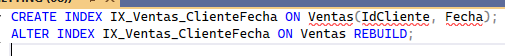 CREATE INDEX IX_Ventas_ClienteFecha ON Ventas(IdCliente, Fecha);
ALTER INDEX IX_Ventas_ClienteFecha ON Ventas REBUILD;